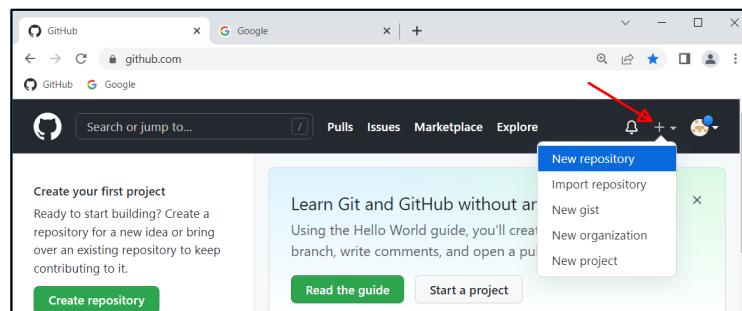 GitHub
Google
github.com
GitHub
Google
Search or jump to...
/
Pulls Issues Marketplace Explore
New repository
Import repository
New gist
New organization
New project
Create your first project
Ready to start building? Create a
repository for a new idea or bring
over an existing repository to keep
contributing to it.
Create repository
Learn Git and GitHub without an
Using the Hello World guide, you'll crea
branch, write comments, and open a pu
Read the guide
Start a project